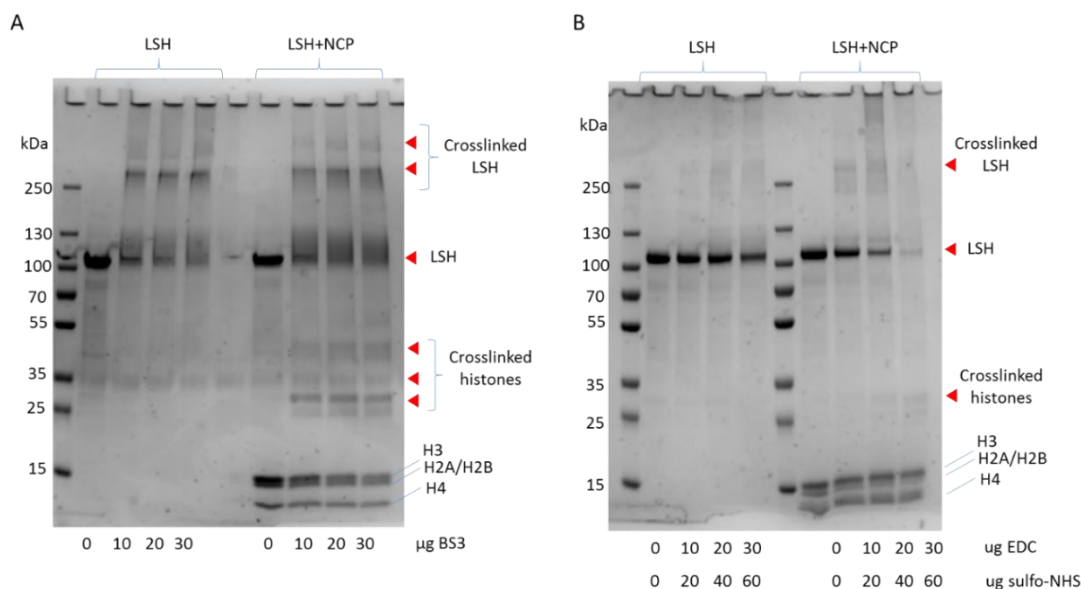 A
LSH
LSH+NCP
kDa
250
130
100
70
55
35
25
15
Crosslinked
LSH
LSH
Crosslinked
histones
H3
H2A/H2B
H4
0 10 20 30 0 10 20 30 µg BS3
B
LSH
LSH+NCP
kDa
250
130
100
70
55
35
25
15
Crosslinked
LSH
LSH
Crosslinked
histones
H3
H2A/H2B
H4
0 10 20 30 0 10 20 30 ug EDC
0 20 40 60 0 20 40 60 ug sulfo-NHS